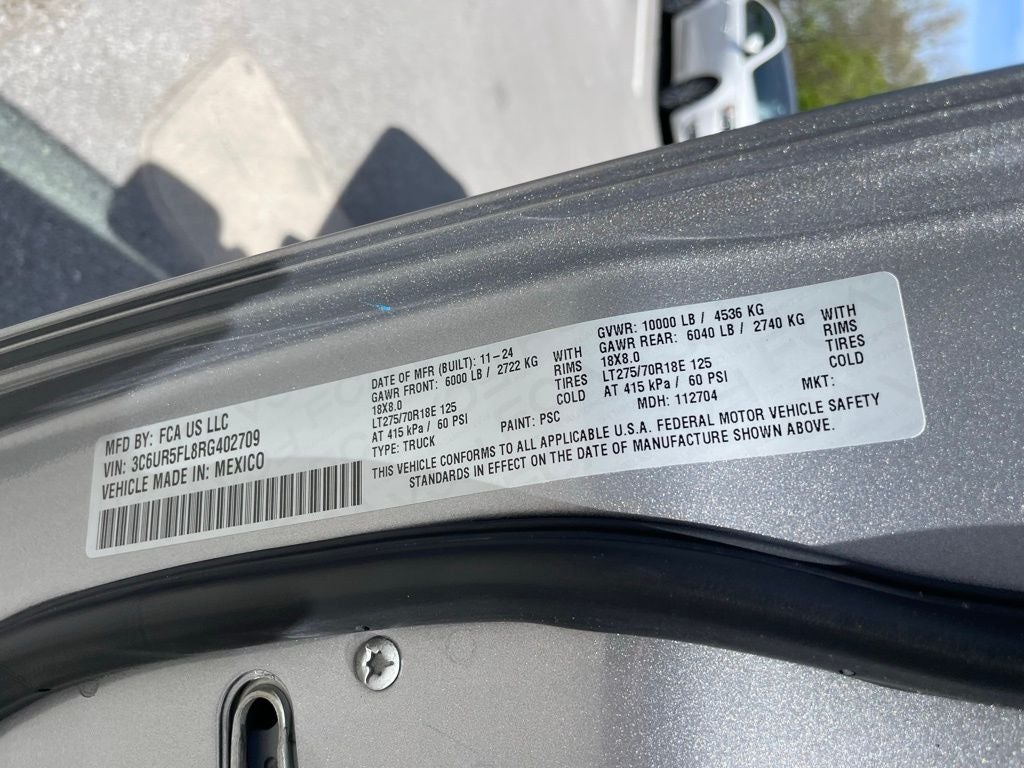 MFD BY: FCA US LLC
VIN: 3C6UR5FL8RG402709
VEHICLE MADE IN: MEXICO
DATE OF MFR (BUILT): 11-24
GAWR FRONT: 6000 LB / 2722 KG WITH
18X8.0 RIMS
LT275/70R18E 125 TIRES
AT 415 kPa / 60 PSI COLD
TYPE: TRUCK PAINT: PSC
GVWR: 10000 LB / 4536 KG
GAWR REAR: 6040 LB / 2740 KG WITH
18X8.0 RIMS
LT275/70R18E 125 TIRES
AT 415 kPa / 60 PSI COLD
MDH: 112704 MKT:
THIS VEHICLE CONFORMS TO ALL APPLICABLE U.S.A. FEDERAL MOTOR VEHICLE SAFETY
STANDARDS IN EFFECT ON THE DATE OF MANUFACTURE SHOWN ABOVE.